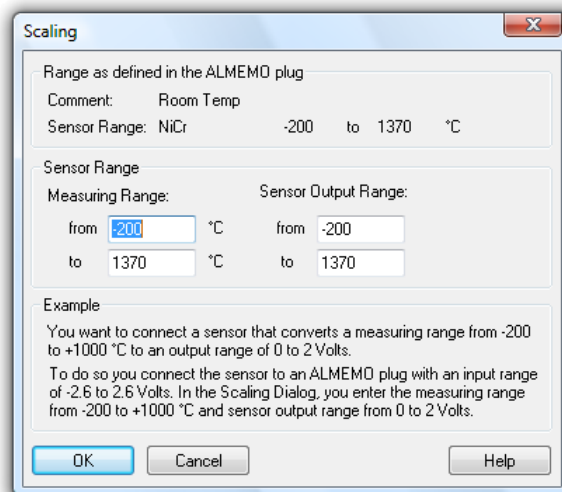 Scaling
Range as defined in the ALMEMO plug
Comment: Room Temp
Sensor Range: NiCr -200 to 1370 °C
Sensor Range
Measuring Range: Sensor Output Range:
from -200 °C from -200
to 1370 °C to 1370
Example
You want to connect a sensor that converts a measuring range from -200
to +1000 °C to an output range of 0 to 2 Volts.
To do so you connect the sensor to an ALMEMO plug with an input range
of -2.6 to 2.6 Volts. In the Scaling Dialog, you enter the measuring range
from -200 to +1000 °C and sensor output range from 0 to 2 Volts.
OK Cancel Help